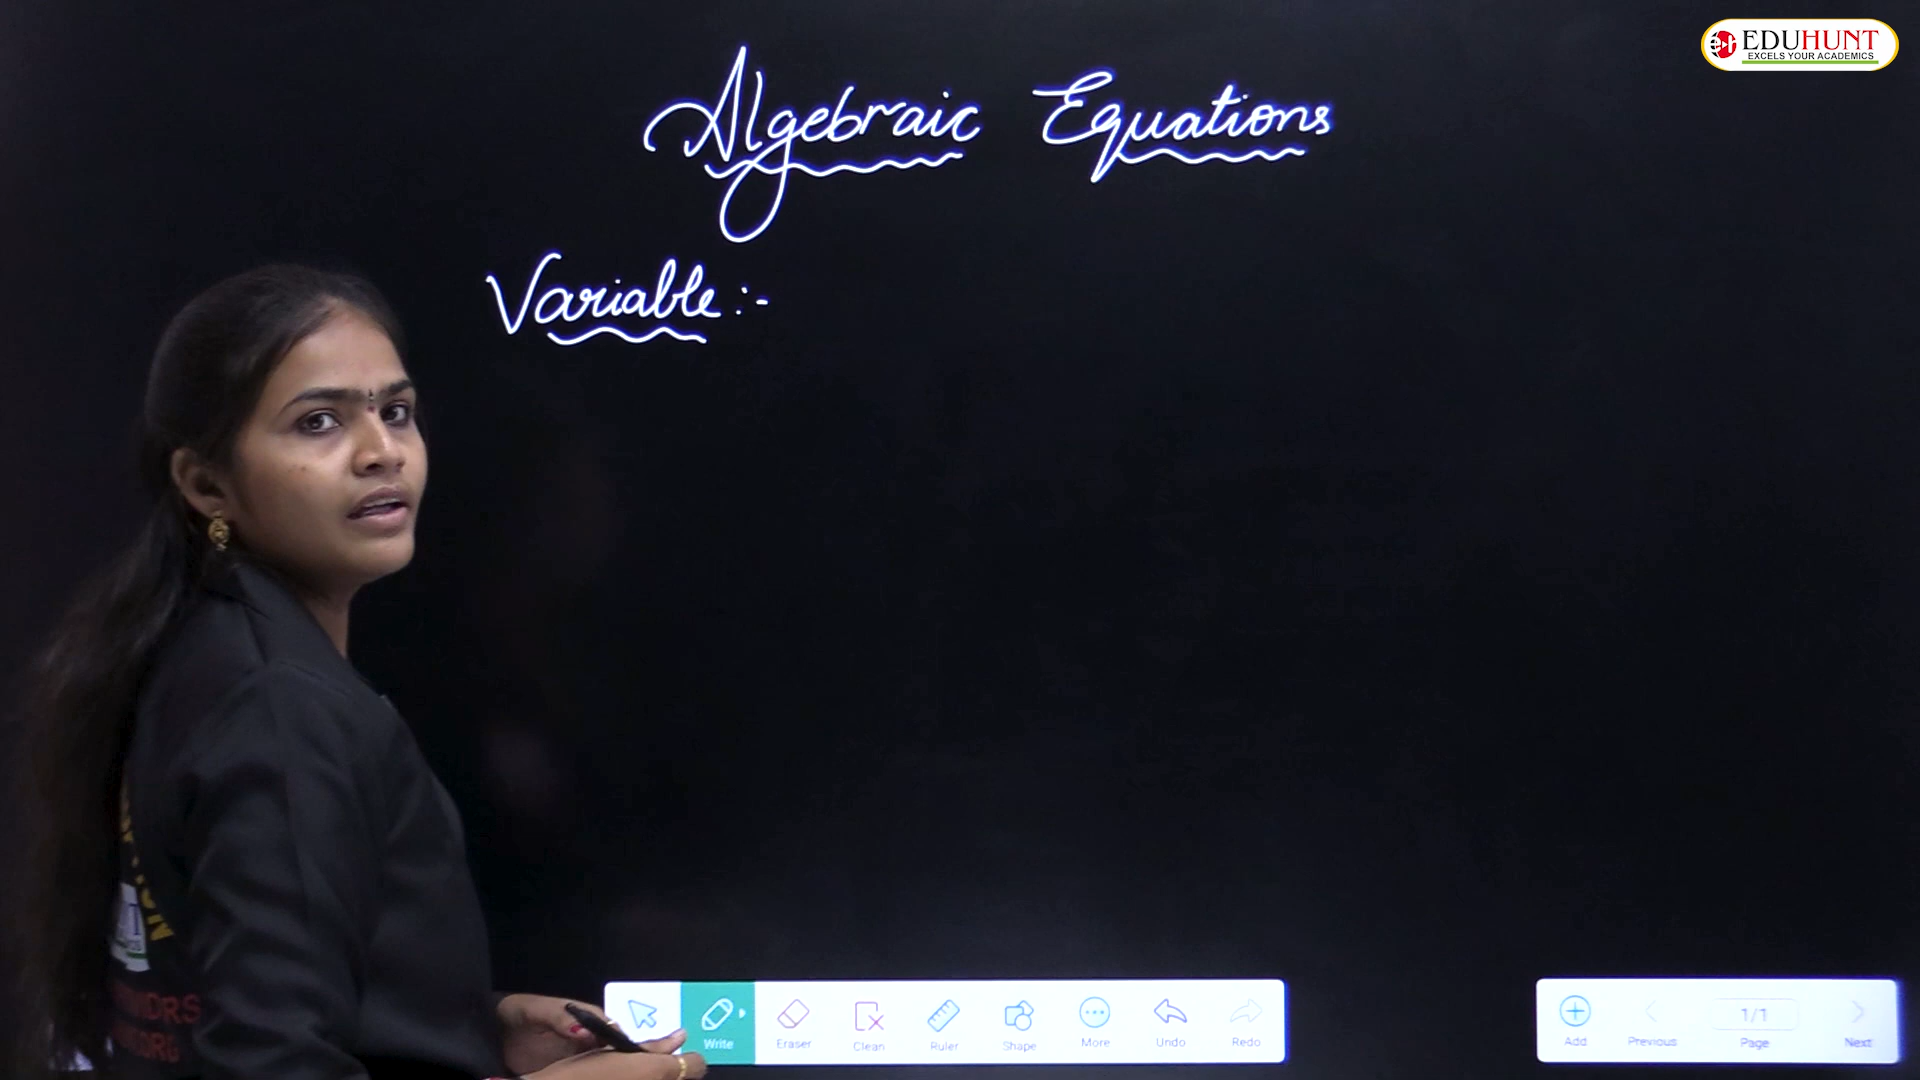 EDUHUNT
EXCELS YOUR ACADEMICS
Algebraic Equations
Variable :-
Write
Eraser
Clean
Ruler
Shape
More
Undo
Redo
Add
Previous
1/1
Page
Next